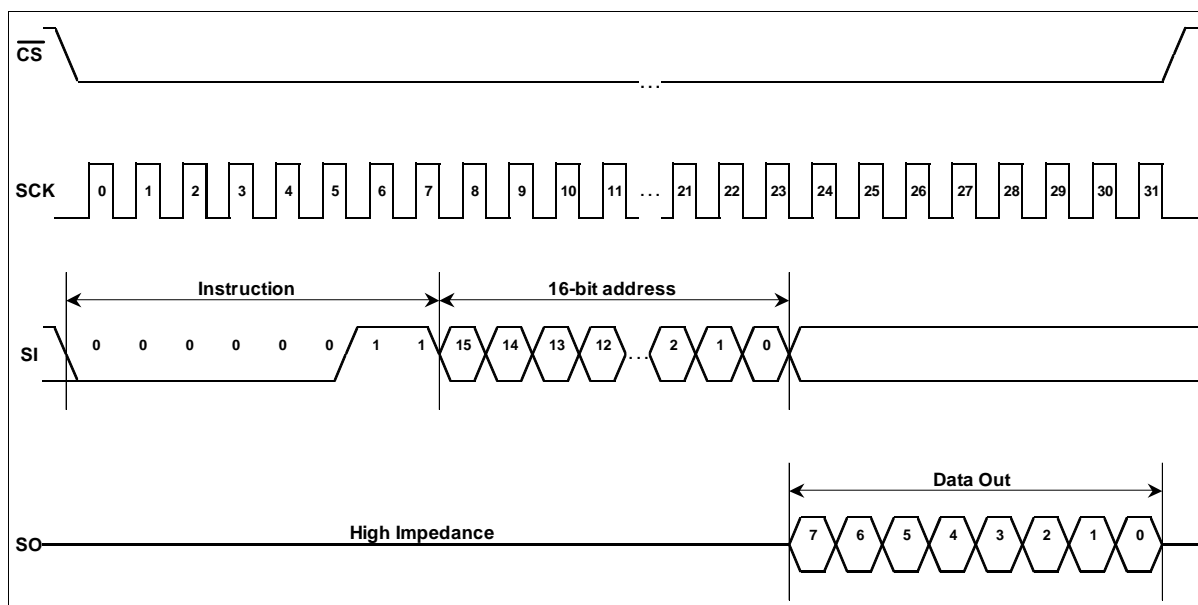 CS
...
SCK 0 1 2 3 4 5 6 7 8 9 10 11 ... 21 22 23 24 25 26 27 28 29 30 31
Instruction 16-bit address
SI 0 0 0 0 0 0 1 1 15 14 13 12 ... 2 1 0
Data Out
High Impedance
SO 7 6 5 4 3 2 1 0